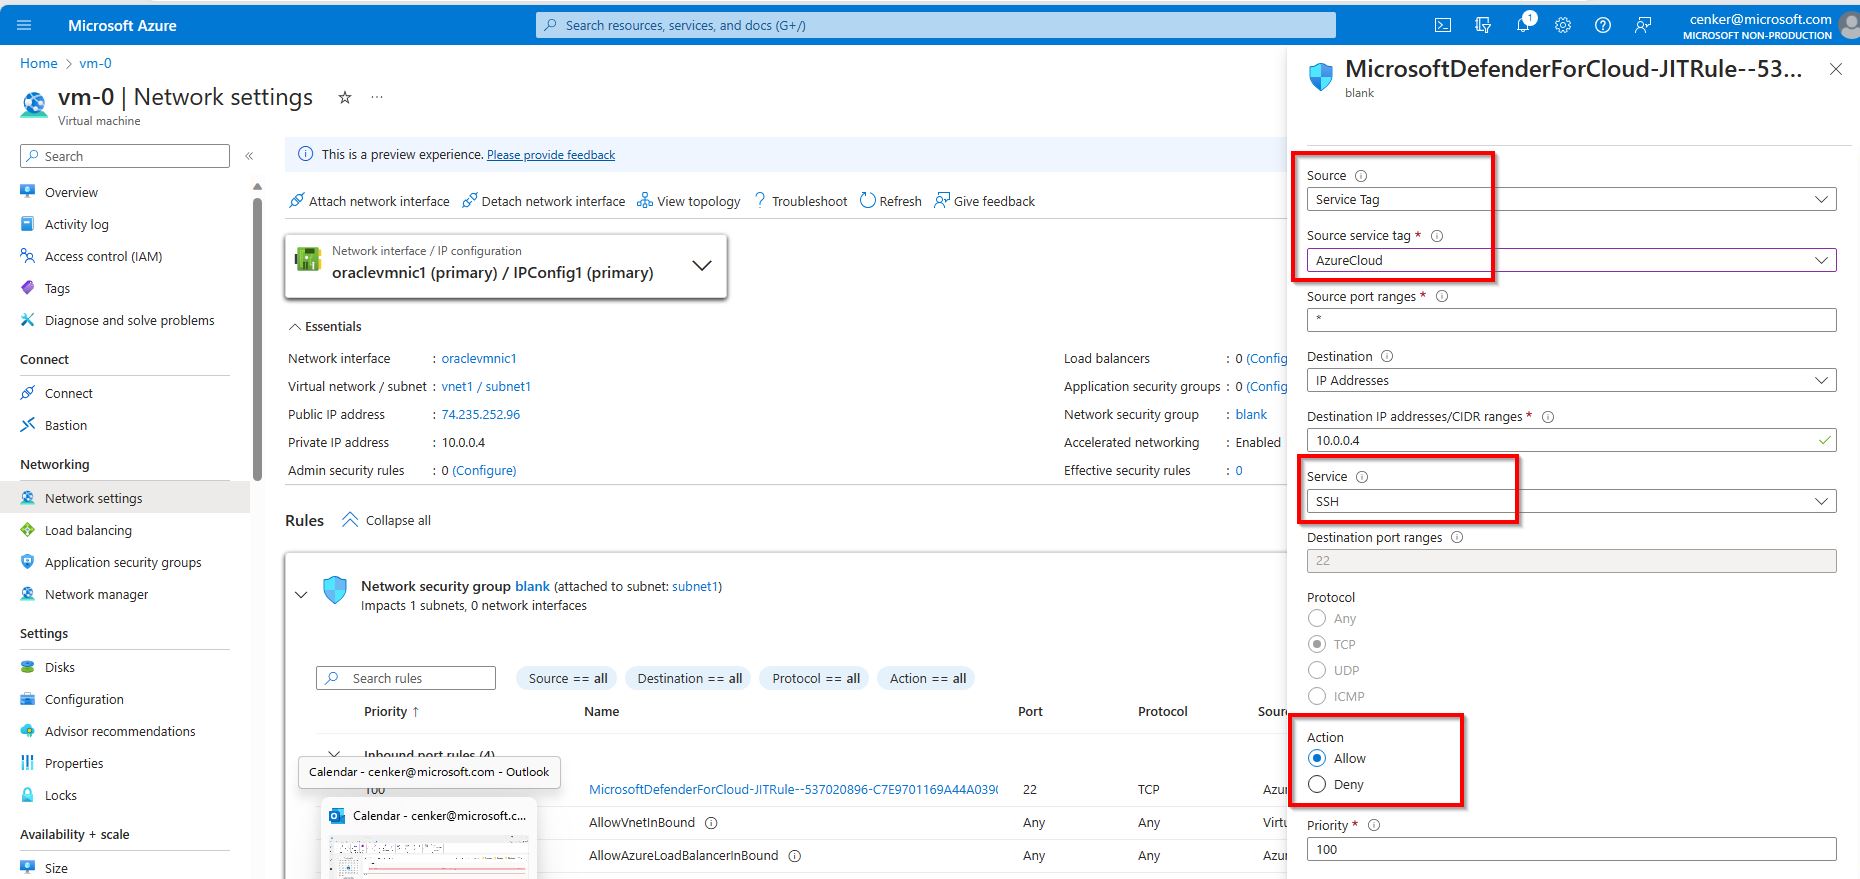 Microsoft Azure
Search resources, services, and docs (G+/)
1
cenker@microsoft.com
MICROSOFT NON-PRODUCTION
Home > vm-0
vm-0 | Network settings
Virtual machine
Search
Overview
Activity log
Access control (IAM)
Tags
Diagnose and solve problems
Connect
Connect
Bastion
Networking
Network settings
Load balancing
Application security groups
Network manager
Settings
Disks
Configuration
Advisor recommendations
Properties
Locks
Availability + scale
Size
This is a preview experience. Please provide feedback
Attach network interface Detach network interface View topology Troubleshoot Refresh Give feedback
Network interface / IP configuration
oraclevmnic1 (primary) / IPConfig1 (primary)
Essentials
Network interface : oraclevmnic1
Virtual network / subnet : vnet1 / subnet1
Public IP address : 74.235.252.96
Private IP address : 10.0.0.4
Admin security rules : 0 (Configure)
Load balancers : 0 (Config
Application security groups : 0 (Config
Network security group : blank
Accelerated networking : Enabled
Effective security rules : 0
Rules Collapse all
Network security group blank (attached to subnet: subnet1)
Impacts 1 subnets, 0 network interfaces
Search rules
Source == all Destination == all Protocol == all Action == all
Priority ↑ Name Port Protocol Sour
Inbound port rules (4)
100 MicrosoftDefenderForCloud-JITRule--537020896-C7E9701169A44A039 22 TCP Azur
AllowVnetInBound Any Any Virtu
AllowAzureLoadBalancerInBound Any Any Azur
Calendar - cenker@microsoft.com - Outlook
Calendar - cenker@microsoft.c...
MicrosoftDefenderForCloud-JITRule--53...
blank
Source
Service Tag
Source service tag *
AzureCloud
Source port ranges *
*
Destination
IP Addresses
Destination IP addresses/CIDR ranges *
10.0.0.4
Service
SSH
Destination port ranges
22
Protocol
Any
TCP
UDP
ICMP
Action
Allow
Deny
Priority *
100